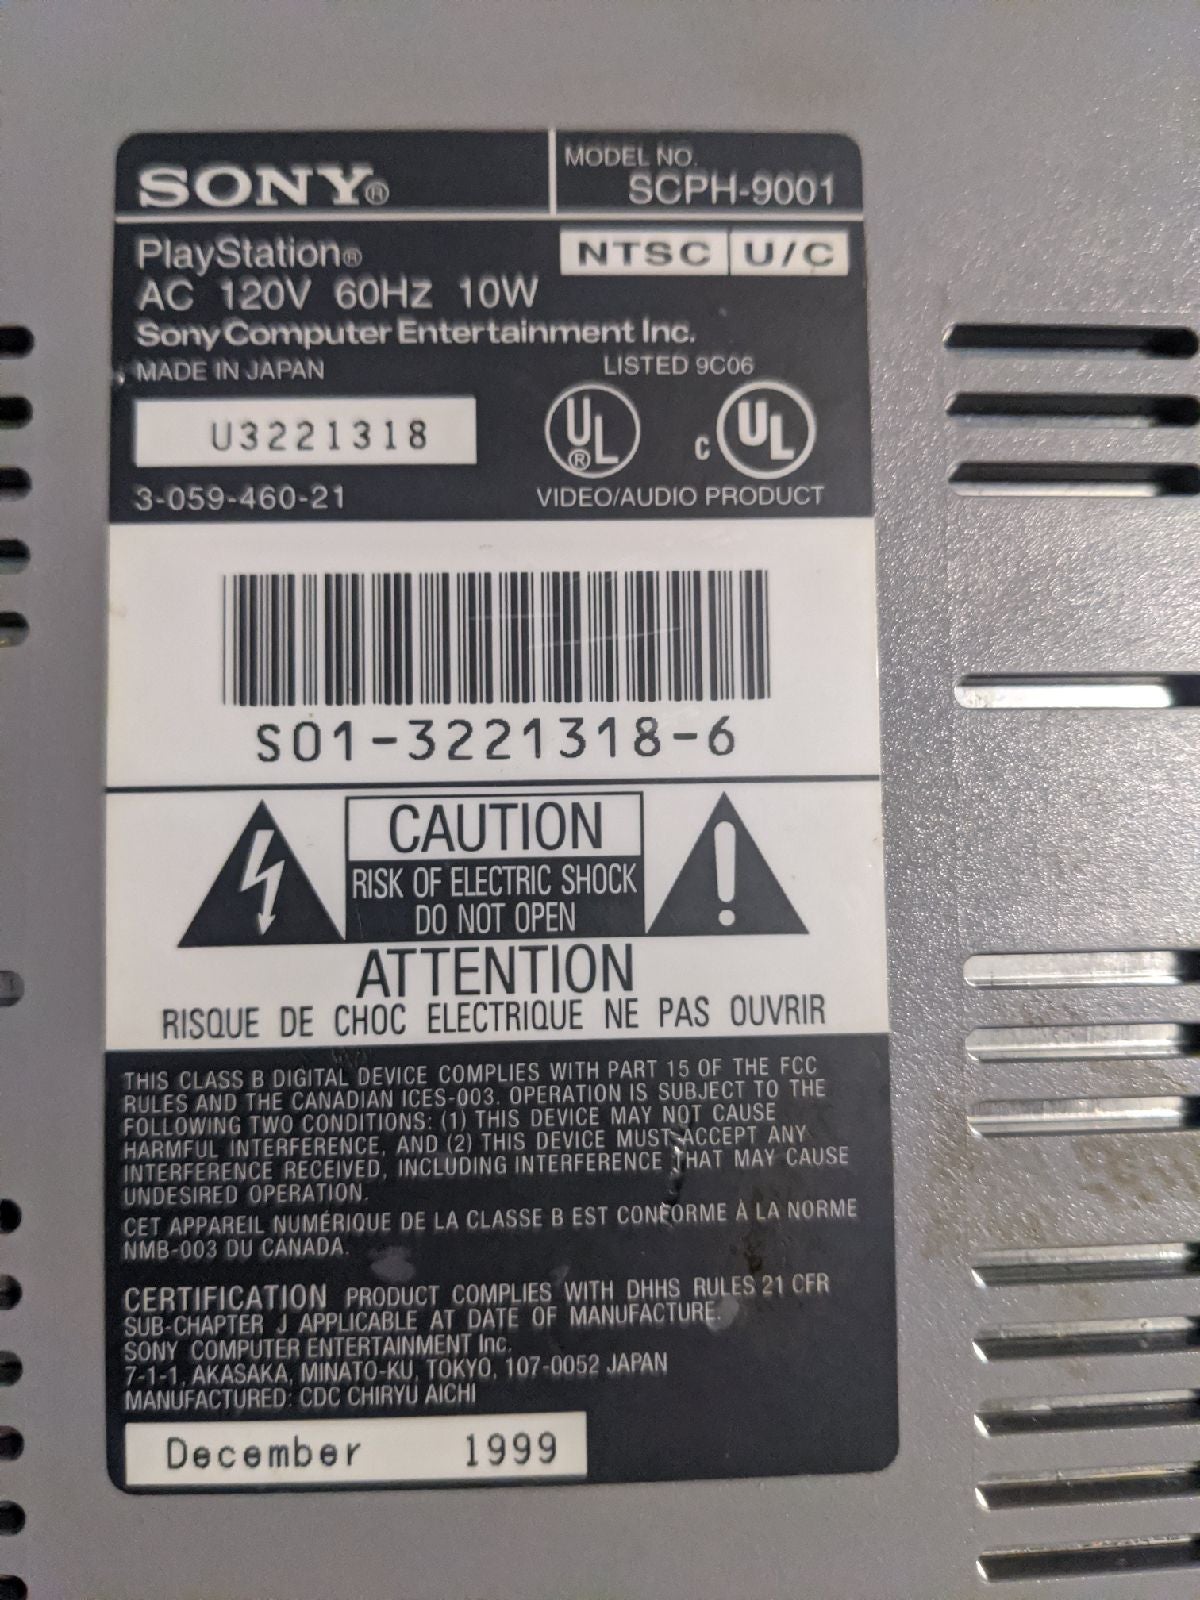 SONY®
MODEL NO.
SCPH-9001
PlayStation®
NTSC U/C
AC 120V 60Hz 10W
Sony Computer Entertainment Inc.
MADE IN JAPAN
LISTED 9C06
U3221318
UL® c UL
3-059-460-21
VIDEO/AUDIO PRODUCT
S01-3221318-6
CAUTION
RISK OF ELECTRIC SHOCK
DO NOT OPEN
ATTENTION
RISQUE DE CHOC ELECTRIQUE NE PAS OUVRIR
THIS CLASS B DIGITAL DEVICE COMPLIES WITH PART 15 OF THE FCC
RULES AND THE CANADIAN ICES-003. OPERATION IS SUBJECT TO THE
FOLLOWING TWO CONDITIONS: (1) THIS DEVICE MAY NOT CAUSE
HARMFUL INTERFERENCE, AND (2) THIS DEVICE MUST ACCEPT ANY
INTERFERENCE RECEIVED, INCLUDING INTERFERENCE THAT MAY CAUSE
UNDESIRED OPERATION.
CET APPAREIL NUMÉRIQUE DE LA CLASSE B EST CONFORME À LA NORME
NMB-003 DU CANADA.
CERTIFICATION PRODUCT COMPLIES WITH DHHS RULES 21 CFR
SUB-CHAPTER J APPLICABLE AT DATE OF MANUFACTURE.
SONY COMPUTER ENTERTAINMENT Inc.
7-1-1, AKASAKA, MINATO-KU, TOKYO, 107-0052 JAPAN
MANUFACTURED: CDC CHIRYU AICHI
December 1999